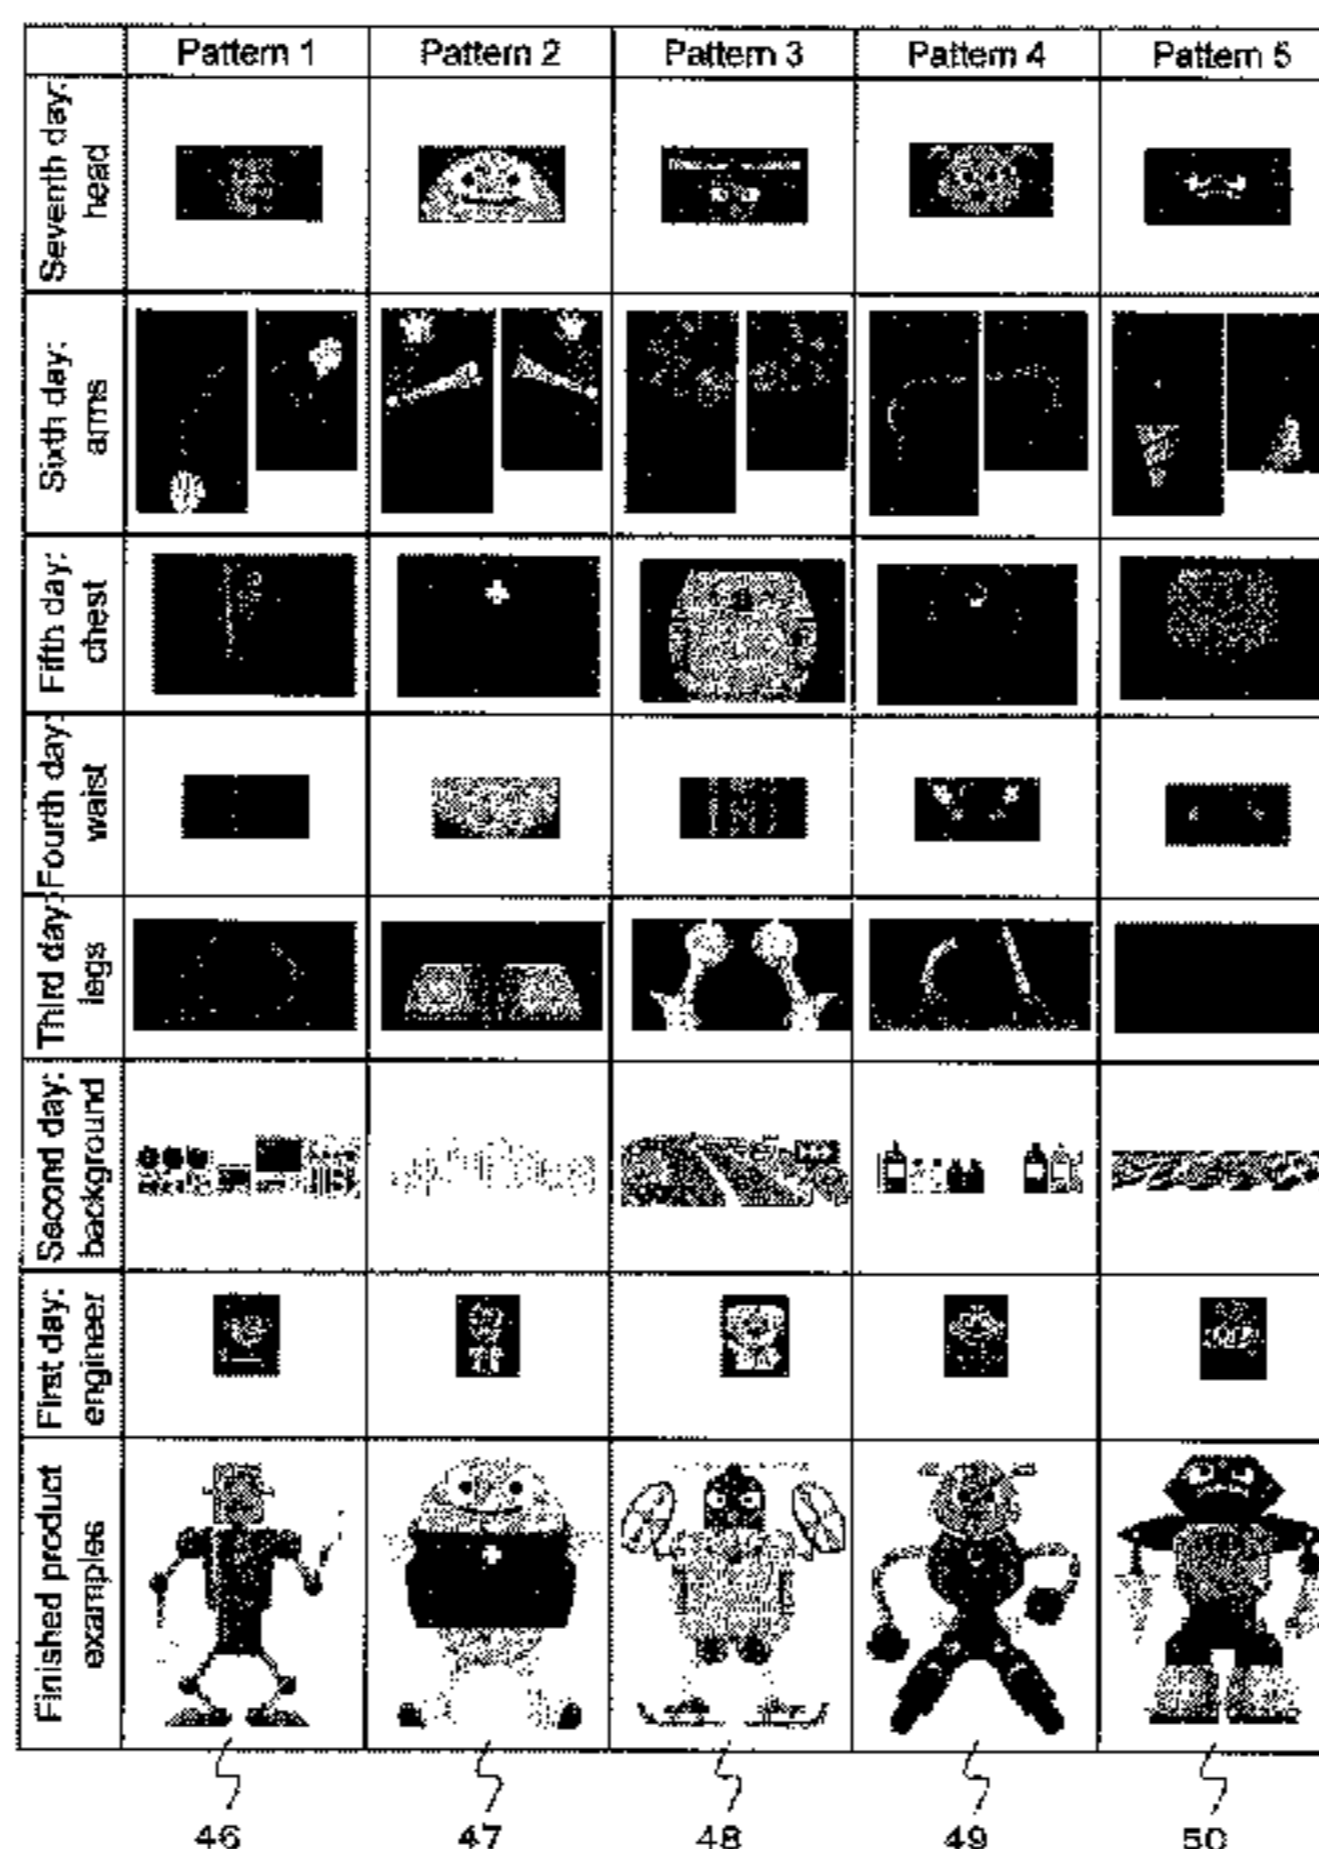 Pattern 1 Pattern 2 Pattern 3 Pattern 4 Pattern 5
Seventh day:
head
Sixth day:
arms
Fifth day:
chest
Fourth day:
waist
Third day:
legs
Second day:
background
First day:
engineer
Finished product
examples
46 47 48 49 50